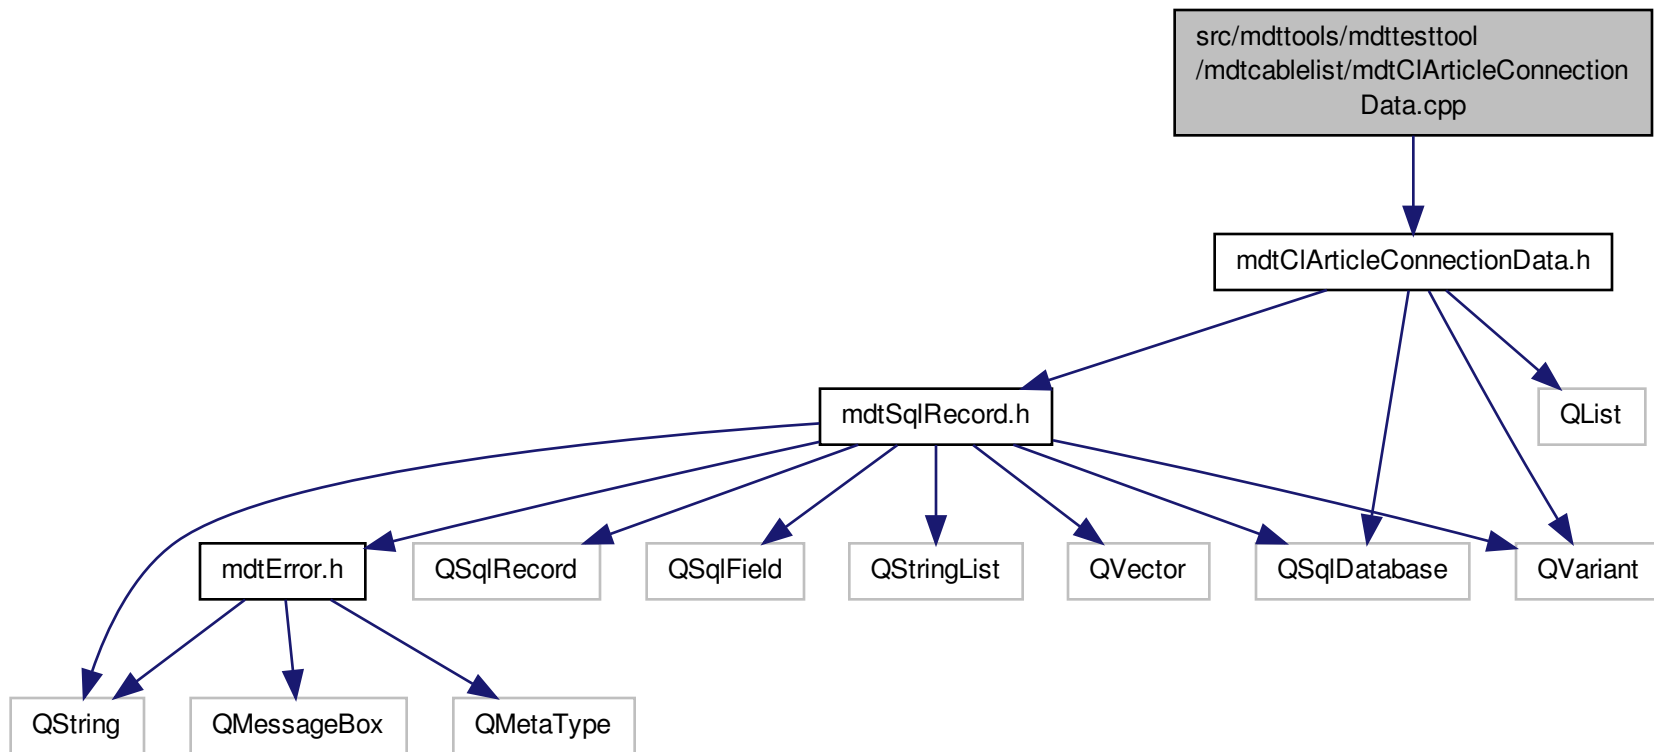 src/mdttools/mdttesttool
/mdtcablelist/mdtClArticleConnection
Data.cpp
mdtClArticleConnectionData.h
mdtSqlRecord.h
QList
mdtError.h
QSqlRecord
QSqlField
QStringList
QVector
QSqlDatabase
QVariant
QString
QMessageBox
QMetaType